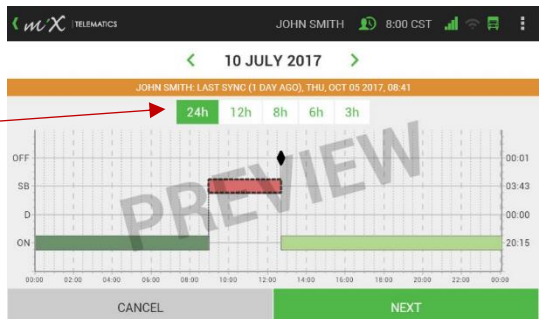 mi'X TELEMATICS JOHN SMITH 8:00 CST
10 JULY 2017
JOHN SMITH: LAST SYNC (1 DAY AGO), THU, OCT 05 2017, 08:41
24h 12h 8h 6h 3h
OFF 00:01
SB 03:43
D 00:00
ON 20:15
PREVIEW
00:00 02:00 04:00 06:00 08:00 10:00 12:00 14:00 16:00 18:00 20:00 22:00 00:00
CANCEL NEXT